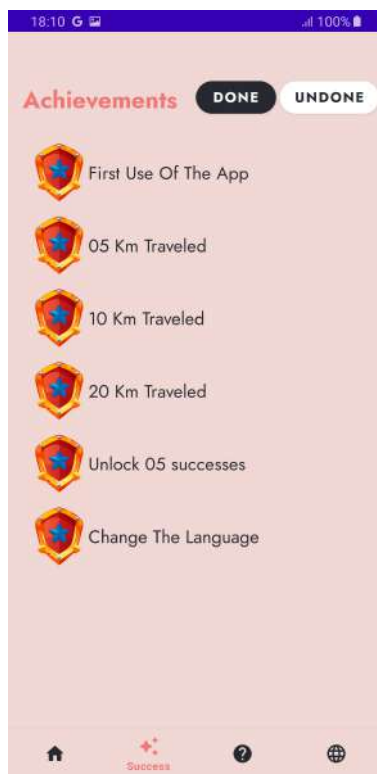 18:10 G 100%
Achievements DONE UNDONE
First Use Of The App
05 Km Traveled
10 Km Traveled
20 Km Traveled
Unlock 05 successes
Change The Language
Success